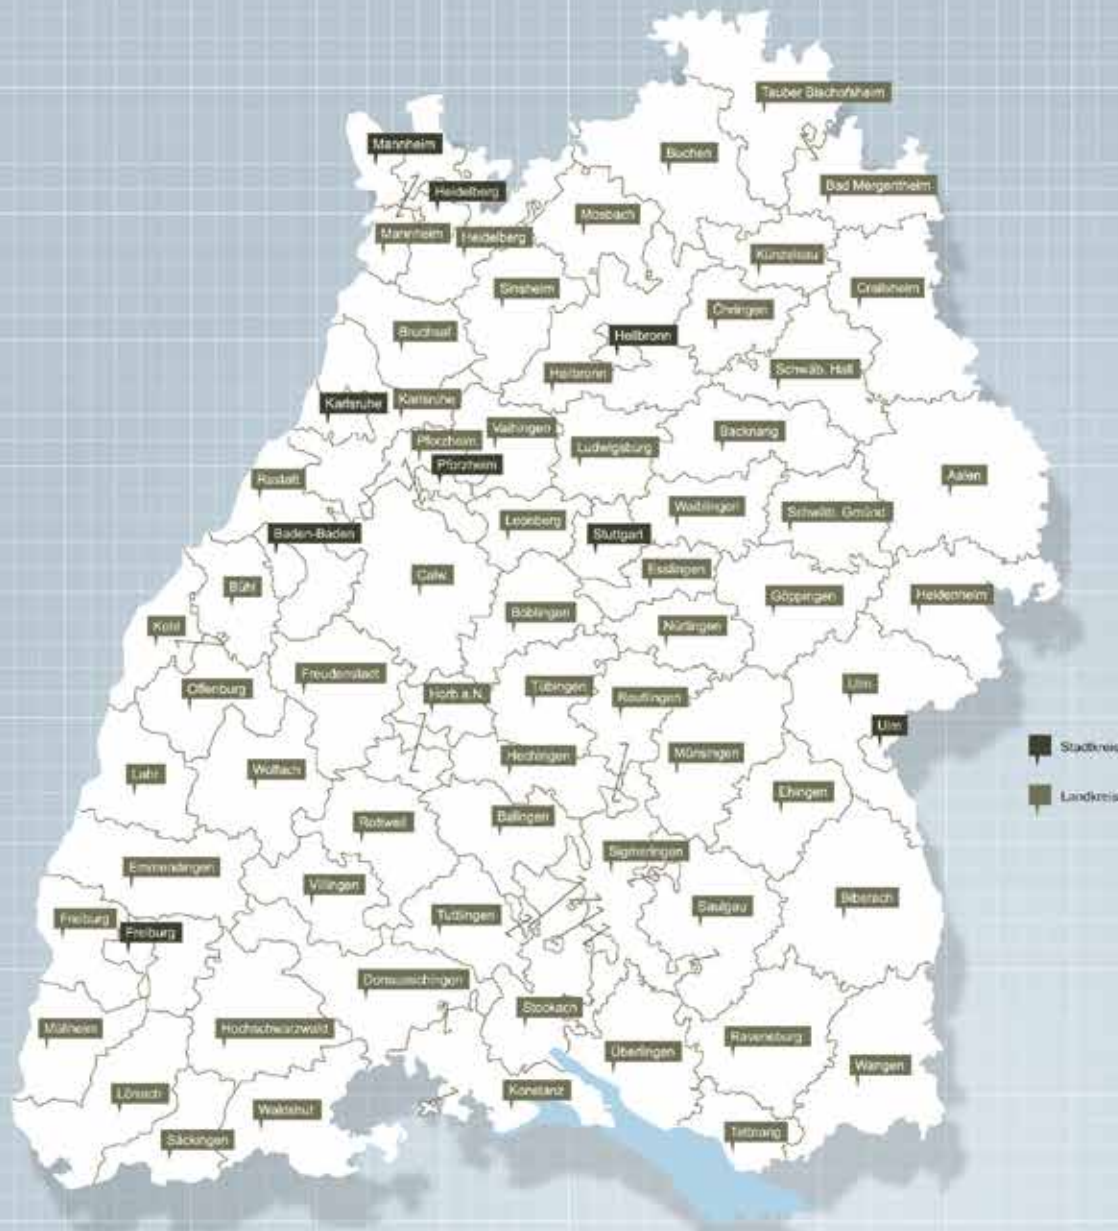 Tauber Bischofsheim
Mannheim
Buchen
Bad Mergentheim
Heidelberg
Mosbach
Mannheim
Heidelberg
Künzelsau
Sinsheim
Crailsheim
Öhringen
Bruchsal
Heilbronn
Schwäb. Hall
Heilbronn
Karlsruhe
Karlsruhe
Vaihingen
Backnang
Pforzheim
Ludwigsburg
Pforzheim
Aalen
Rastatt
Waiblingen
Schwäb. Gmünd
Leonberg
Baden-Baden
Stuttgart
Esslingen
Calw
Bühl
Göppingen
Heidenheim
Böblingen
Kehl
Nürtingen
Freudenstadt
Ulm
Offenburg
Tübingen
Horb a.N.
Reutlingen
Ulm
Stadtkreis
Münsingen
Hechingen
Wolfach
Lahr
Ehingen
Landkreis
Balingen
Rottweil
Sigmaringen
Emmendingen
Villingen
Biberach
Saulgau
Tuttlingen
Freiburg
Freiburg
Donaueschingen
Stockach
Müllheim
Hochschwarzwald
Ravensburg
Überlingen
Wangen
Konstanz
Lörrach
Waldshut
Tettnang
Säckingen